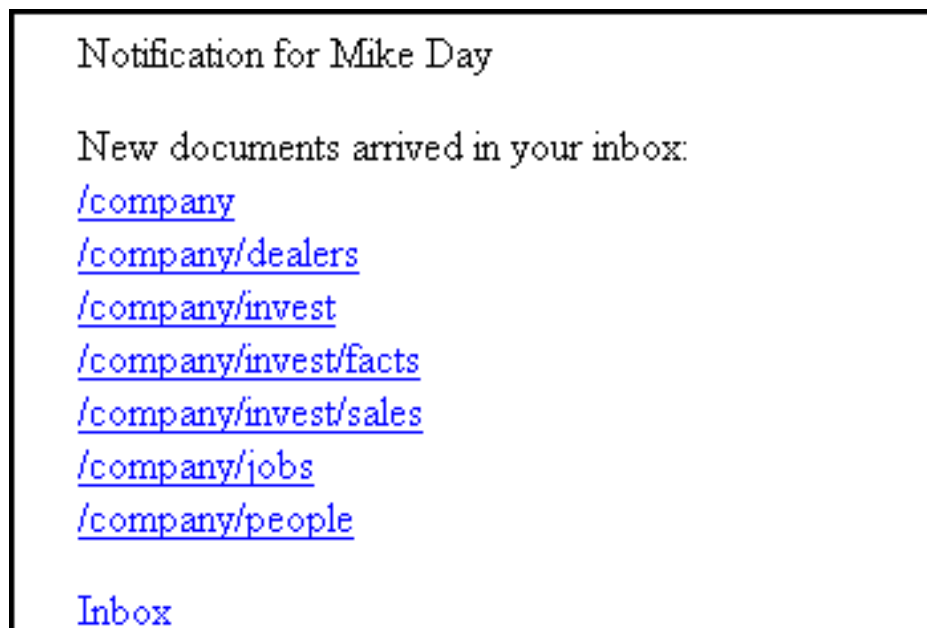 Notification for Mike Day
New documents arrived in your inbox:
/company
/company/dealers
/company/invest
/company/invest/facts
/company/invest/sales
/company/jobs
/company/people
Inbox